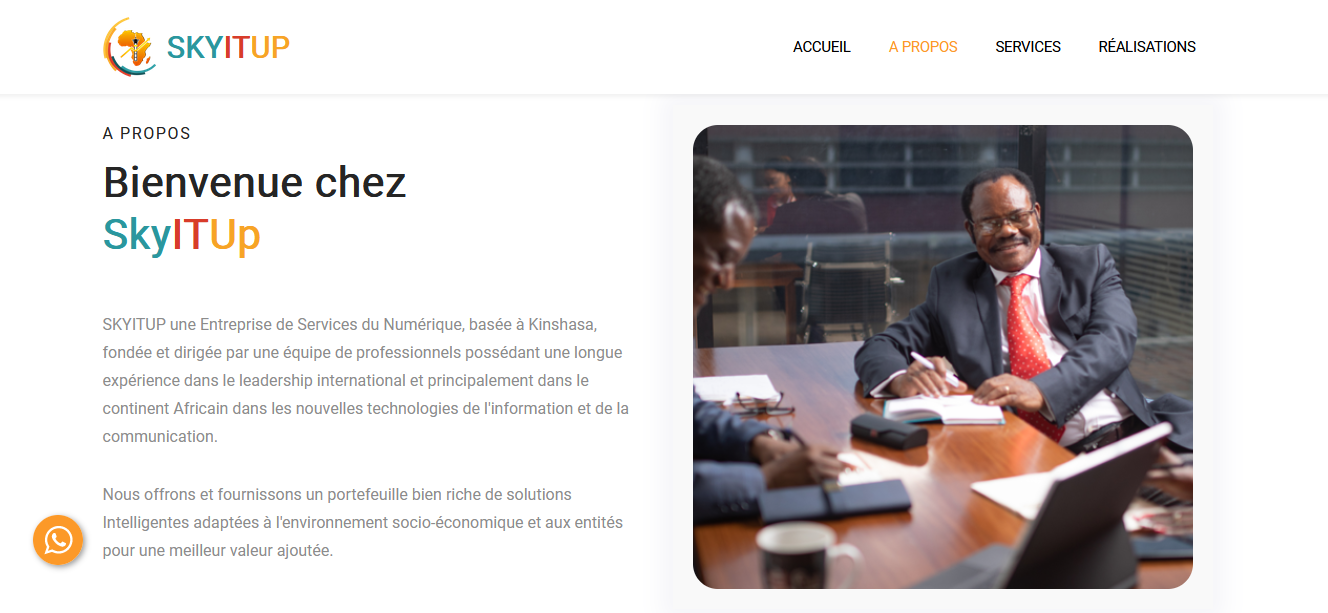 SKYITUP
ACCUEIL
A PROPOS
SERVICES
RÉALISATIONS
A PROPOS
Bienvenue chez
SkyITUp
SKYITUP une Entreprise de Services du Numérique, basée à Kinshasa,
fondée et dirigée par une équipe de professionnels possédant une longue
expérience dans le leadership international et principalement dans le
continent Africain dans les nouvelles technologies de l'information et de la
communication.
Nous offrons et fournissons un portefeuille bien riche de solutions
Intelligentes adaptées à l'environnement socio-économique et aux entités
pour une meilleur valeur ajoutée.